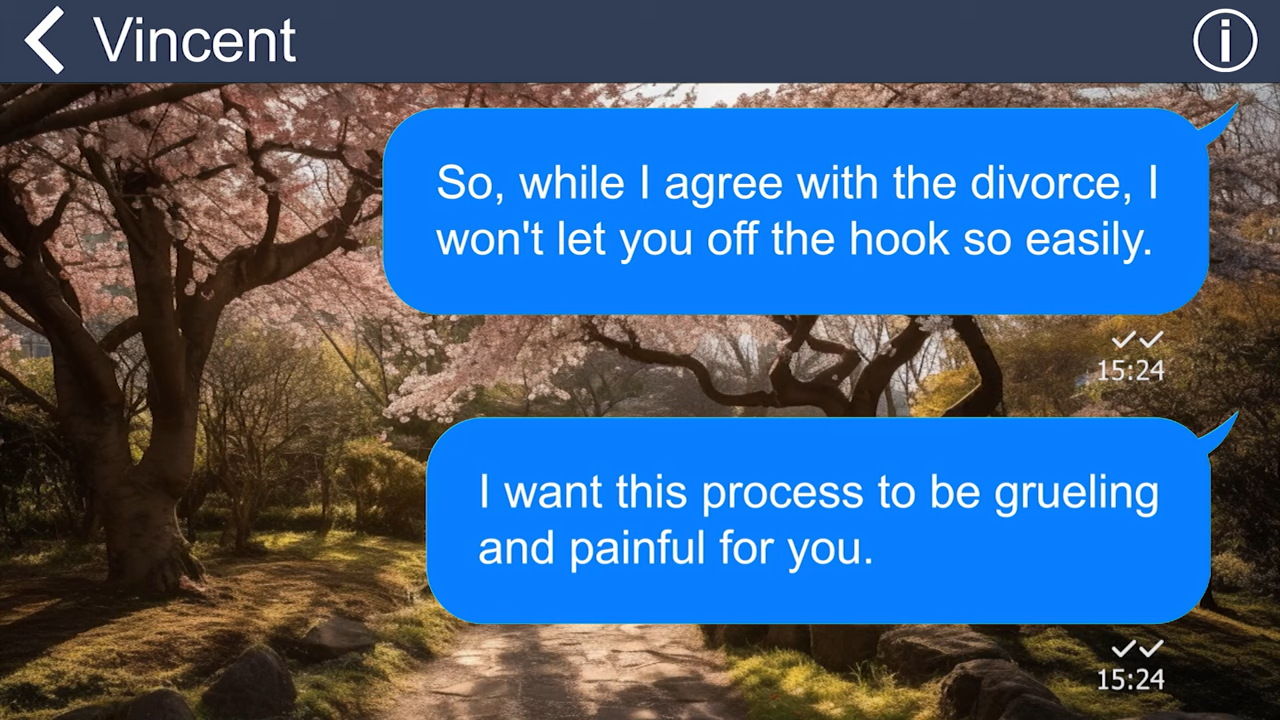 Vincent
So, while I agree with the divorce, I
won't let you off the hook so easily.
15:24
I want this process to be grueling
and painful for you.
15:24